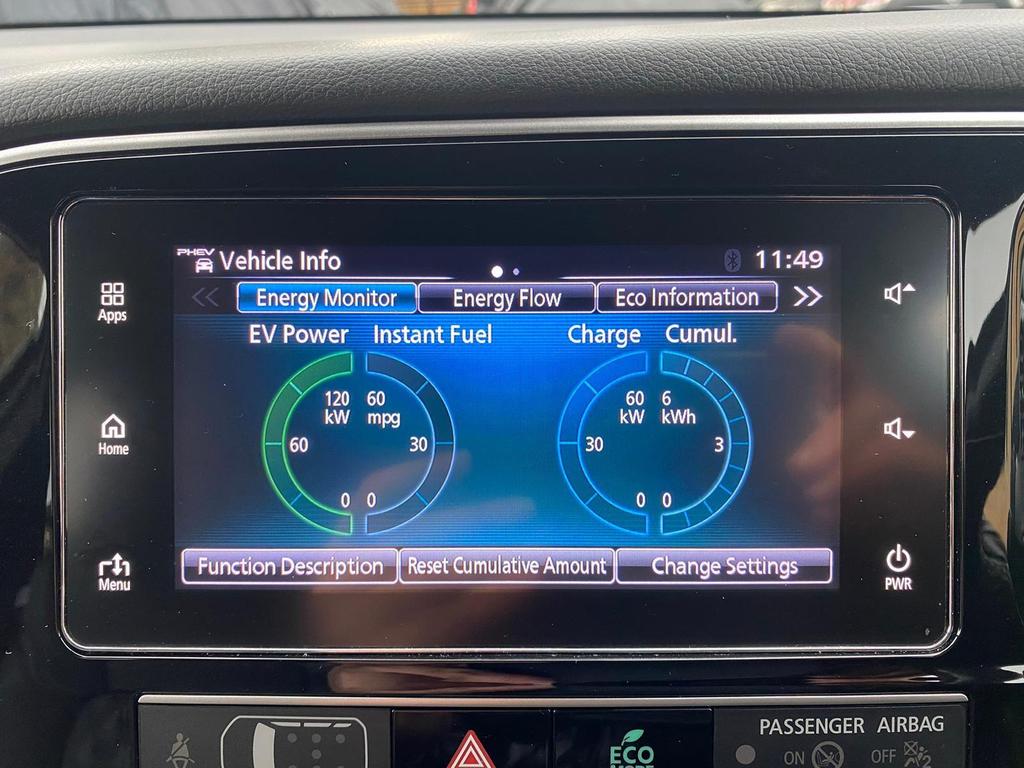 PHEV
Vehicle Info
11:49
Energy Monitor
Energy Flow
Eco Information
EV Power
Instant Fuel
Charge
Cumul.
120
kW
60
mpg
60
30
0
0
60
kW
6
kWh
30
3
0
0
Function Description
Reset Cumulative Amount
Change Settings
Apps
Home
Menu
PWR
ECO
MODE
PASSENGER AIRBAG
ON
OFF